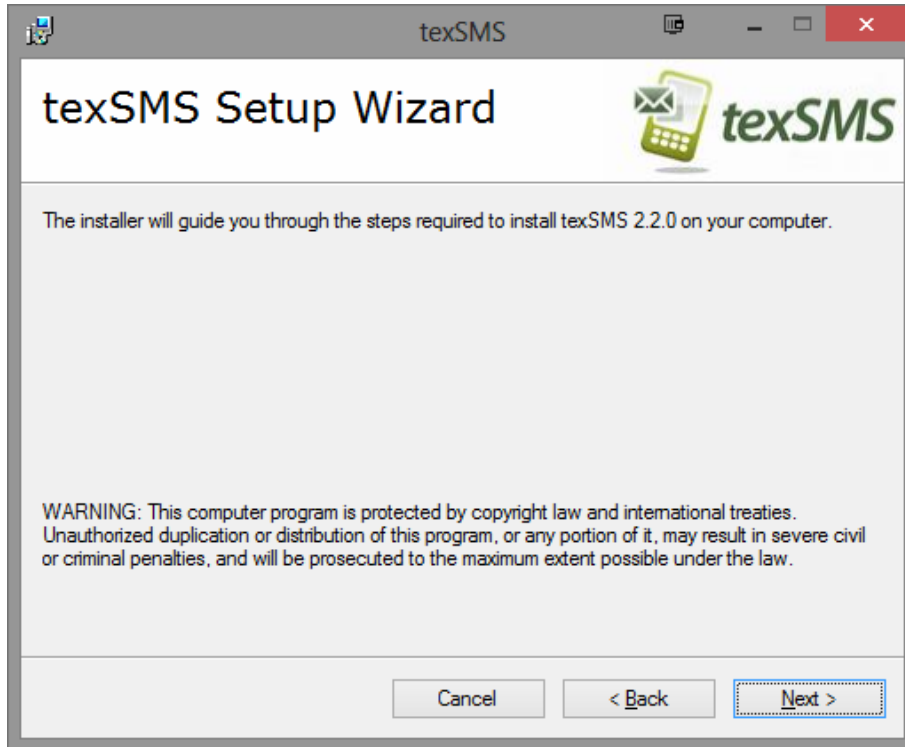 texSMS
texSMS Setup Wizard
texSMS
The installer will guide you through the steps required to install texSMS 2.2.0 on your computer.
WARNING: This computer program is protected by copyright law and international treaties.
Unauthorized duplication or distribution of this program, or any portion of it, may result in severe civil
or criminal penalties, and will be prosecuted to the maximum extent possible under the law.
Cancel
< Back
Next >